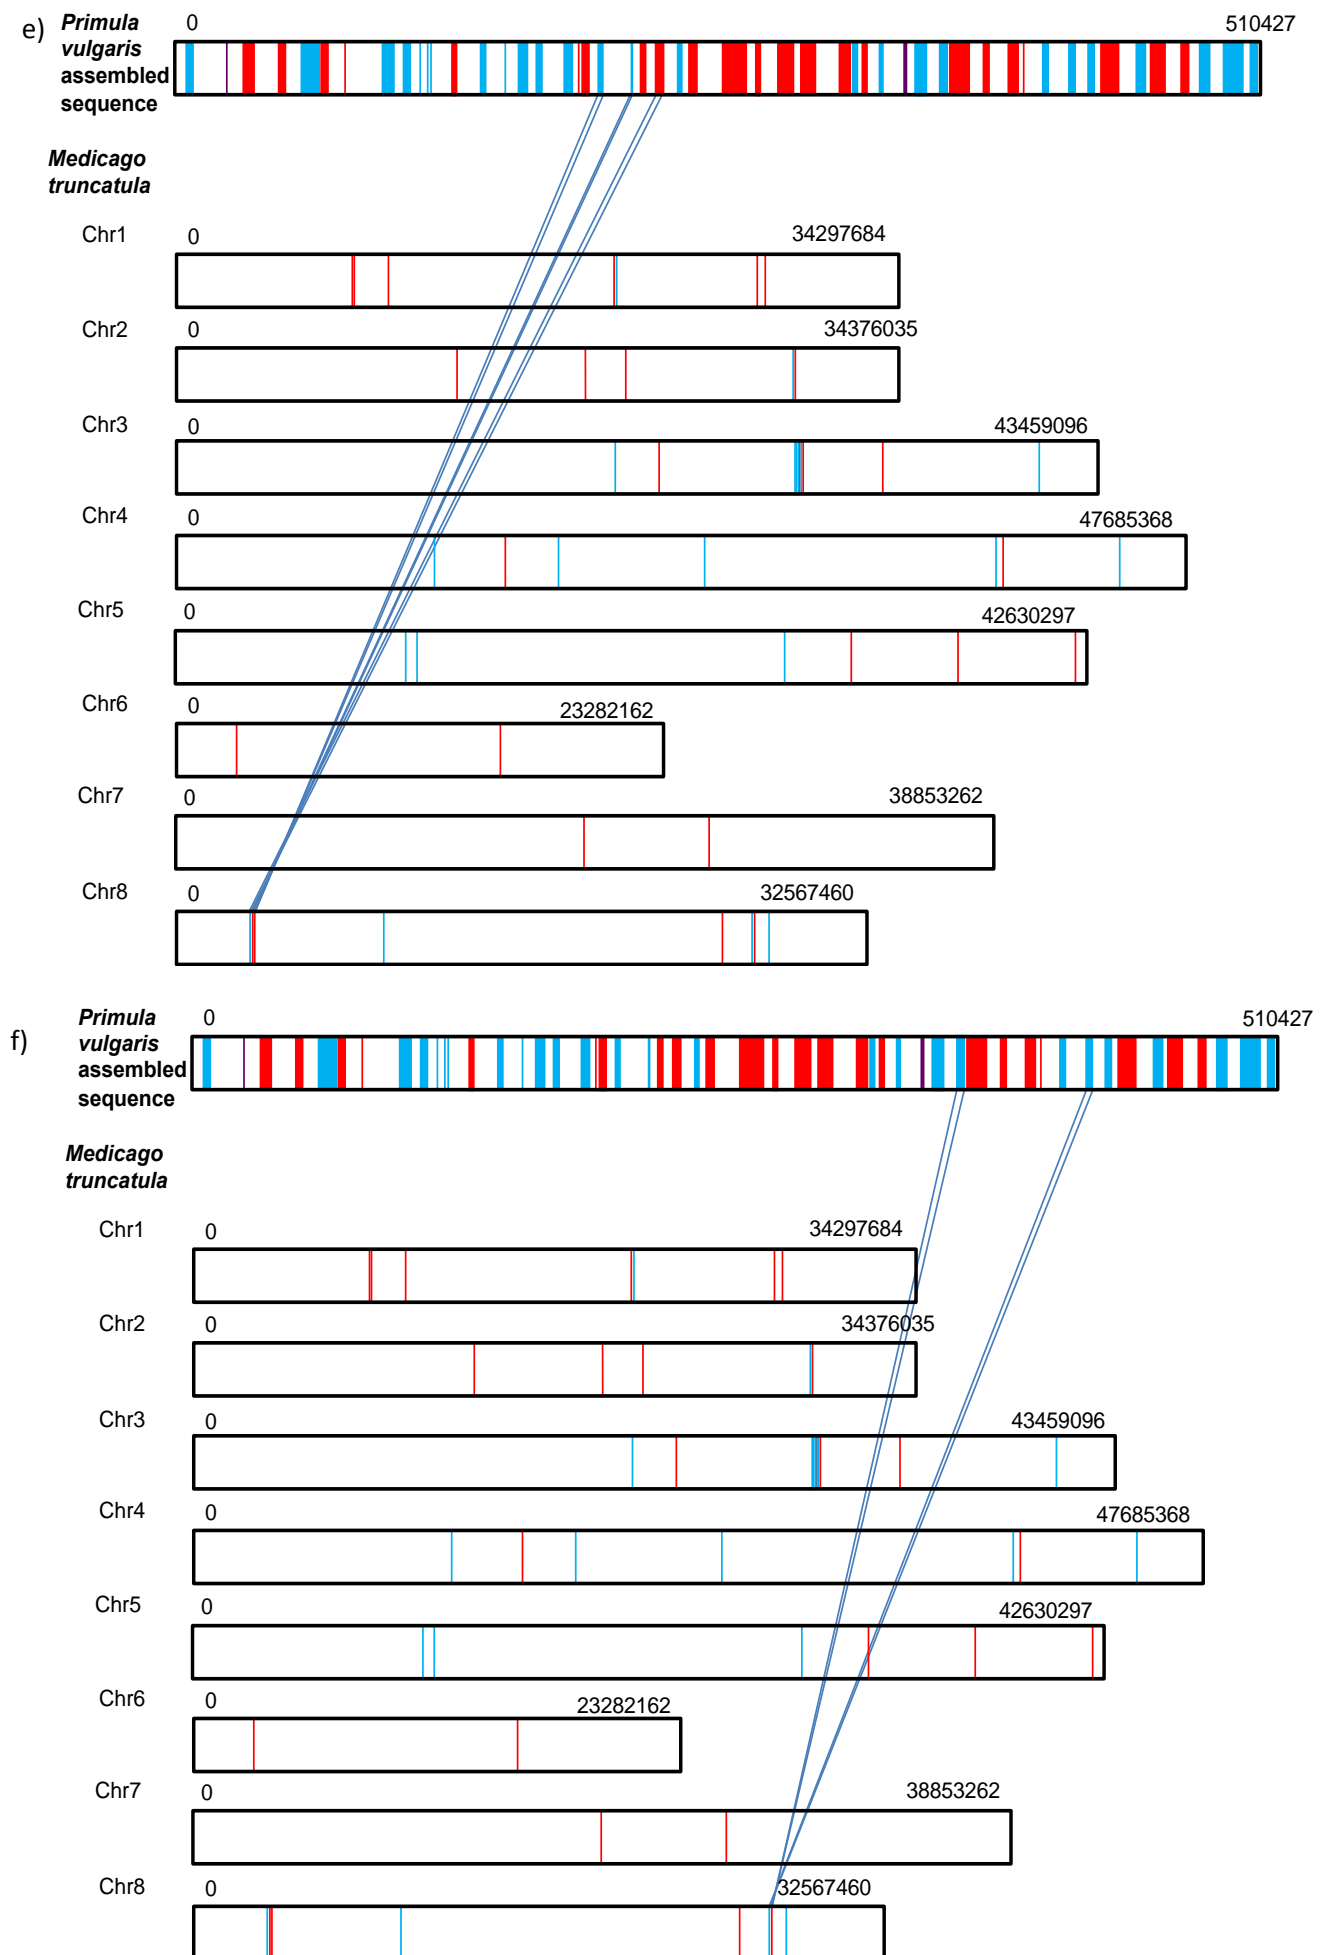 e)
Primula
vulgaris
assembled
sequence
0
510427
Medicago
truncatula
Chr1
0
34297684
Chr2
0
34376035
Chr3
0
43459096
Chr4
0
47685368
Chr5
0
42630297
Chr6
0
23282162
Chr7
0
38853262
Chr8
0
32567460
f)
Primula
vulgaris
assembled
sequence
0
510427
Medicago
truncatula
Chr1
0
34297684
Chr2
0
34376035
Chr3
0
43459096
Chr4
0
47685368
Chr5
0
42630297
Chr6
0
23282162
Chr7
0
38853262
Chr8
0
32567460